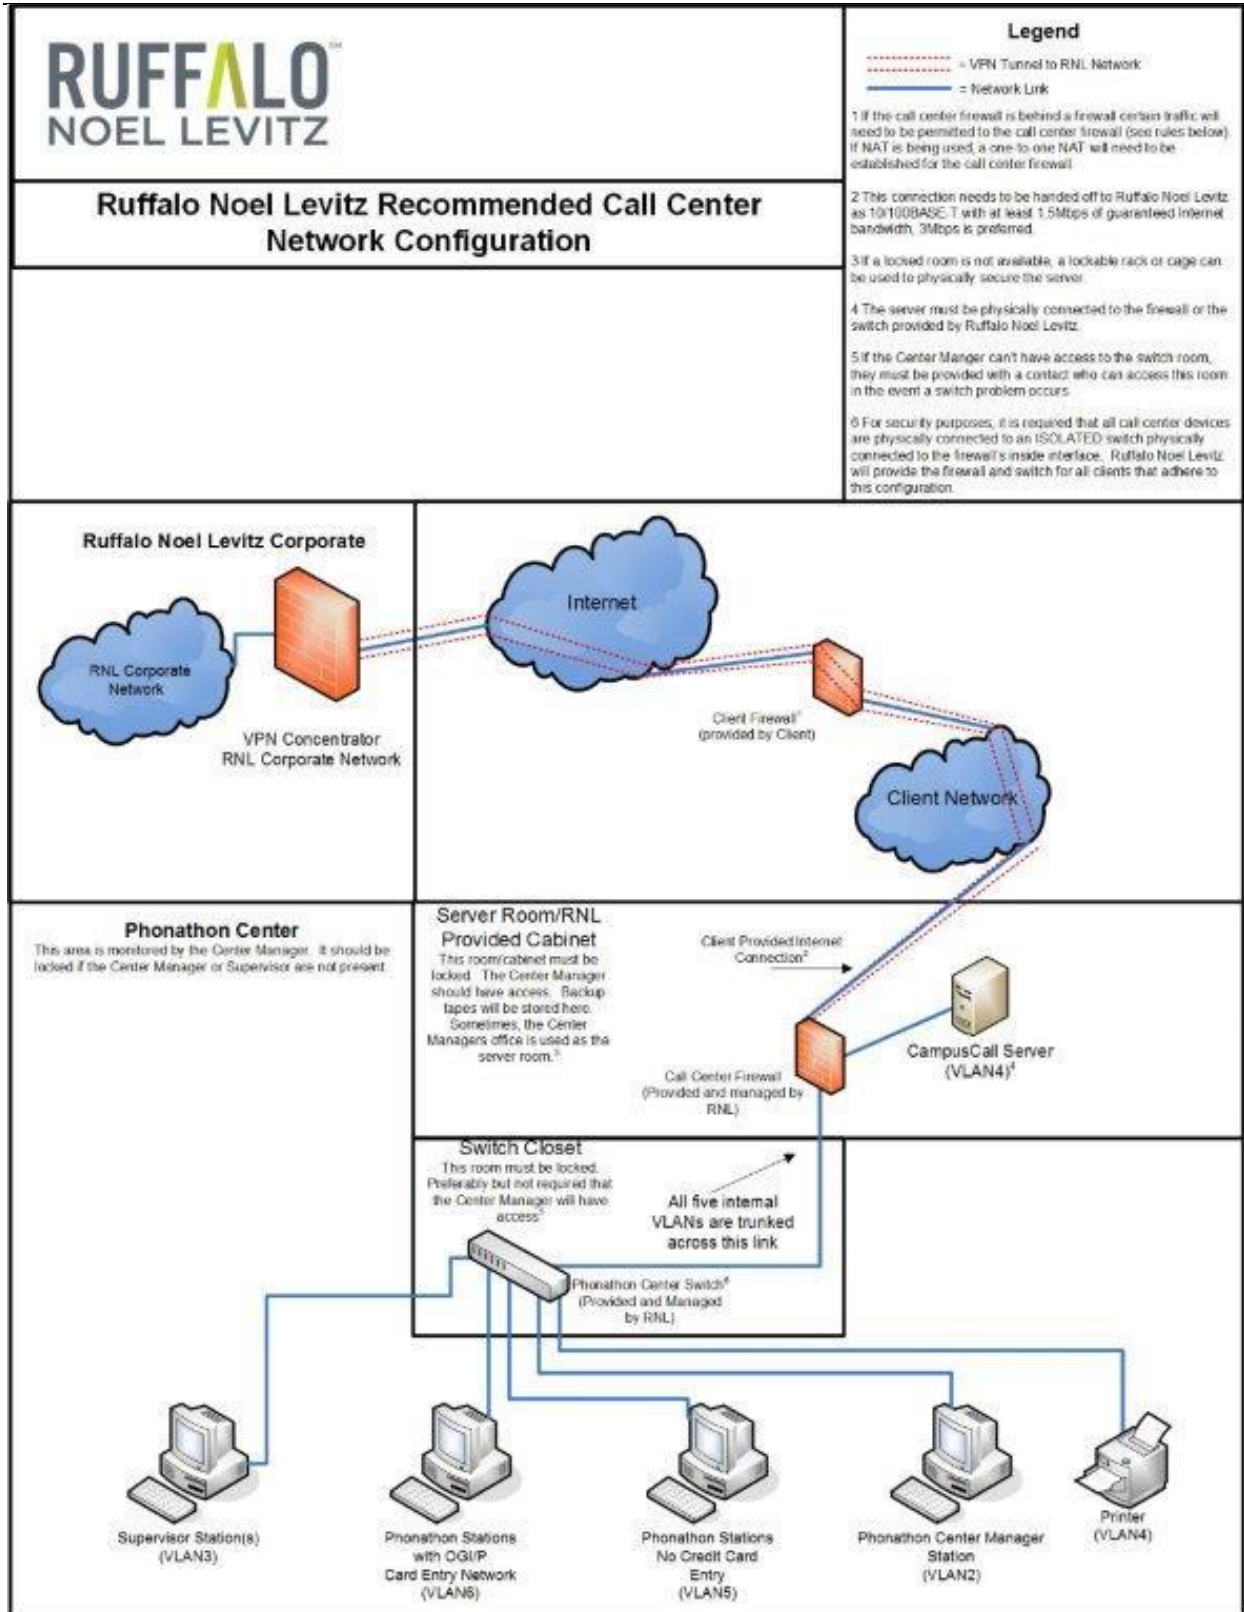 RUFFALO
NOEL LEVITZ
Ruffalo Noel Levitz Recommended Call Center
Network Configuration
Legend
= VPN Tunnel to RNL Network
= Network Link
1 If the call center firewall is behind a firewall certain traffic will
need to be permitted to the call center firewall (see rules below).
If NAT is being used, a one-to-one NAT will need to be
established for the call center firewall.
2 This connection needs to be handed off to Ruffalo Noel Levitz
as 10/100BASE-T with at least 1.5Mbps of guaranteed Internet
bandwidth, 3Mbps is preferred.
3 If a locked room is not available, a lockable rack or cage can
be used to physically secure the server.
4 The server must be physically connected to the firewall or the
switch provided by Ruffalo Noel Levitz.
5 If the Center Manger can't have access to the switch room,
they must be provided with a contact who can access this room
in the event a switch problem occurs.
6 For security purposes, it is required that all call center devices
are physically connected to an ISOLATED switch physically
connected to the firewall's inside interface. Ruffalo Noel Levitz
will provide the firewall and switch for all clients that adhere to
this configuration.
Ruffalo Noel Levitz Corporate
RNL Corporate
Network
VPN Concentrator
RNL Corporate Network
Internet
Client Firewall1
(provided by Client)
Client Network
Phonathon Center
This area is monitored by the Center Manager. It should be
locked if the Center Manager or Supervisor are not present.
Server Room/RNL
Provided Cabinet
This room/cabinet must be
locked. The Center Manager
should have access. Backup
tapes will be stored here.
Sometimes, the Center
Managers office is used as the
server room.3
Client Provided Internet
Connection2
CampusCall Server
(VLAN4)4
Call Center Firewall
(Provided and managed by
RNL)
Switch Closet
This room must be locked.
Preferably but not required that
the Center Manager will have
access5
All five internal
VLANs are trunked
across this link
Phonathon Center Switch6
(Provided and Managed
by RNL)
Supervisor Station(s)
(VLAN3)
Phonathon Stations
with OGI/P
Card Entry Network
(VLAN6)
Phonathon Stations
No Credit Card
Entry
(VLAN5)
Phonathon Center Manager
Station
(VLAN2)
Printer
(VLAN4)